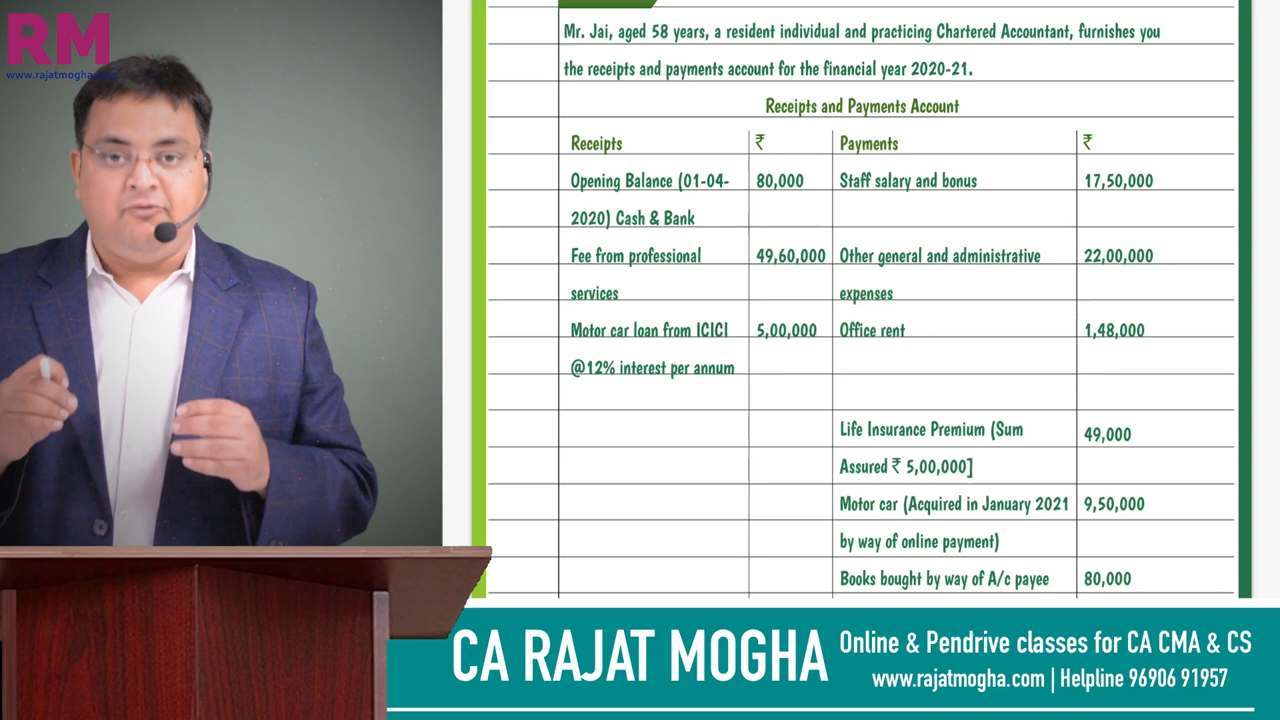 RM
www.rajatmogha.com
Mr. Jai, aged 58 years, a resident individual and practicing Chartered Accountant, furnishes you
the receipts and payments account for the financial year 2020-21.
Receipts and Payments Account
Receipts ₹ Payments ₹
Opening Balance (01-04- 80,000 Staff salary and bonus 17,50,000
2020) Cash & Bank
Fee from professional 49,60,000 Other general and administrative 22,00,000
services expenses
Motor car loan from ICICI 5,00,000 Office rent 1,48,000
@12% interest per annum
Life Insurance Premium (Sum 49,000
Assured ₹ 5,00,000]
Motor car (Acquired in January 2021 9,50,000
by way of online payment)
Books bought by way of A/c payee 80,000
CA RAJAT MOGHA
Online & Pendrive classes for CA CMA & CS
www.rajatmogha.com | Helpline 96906 91957